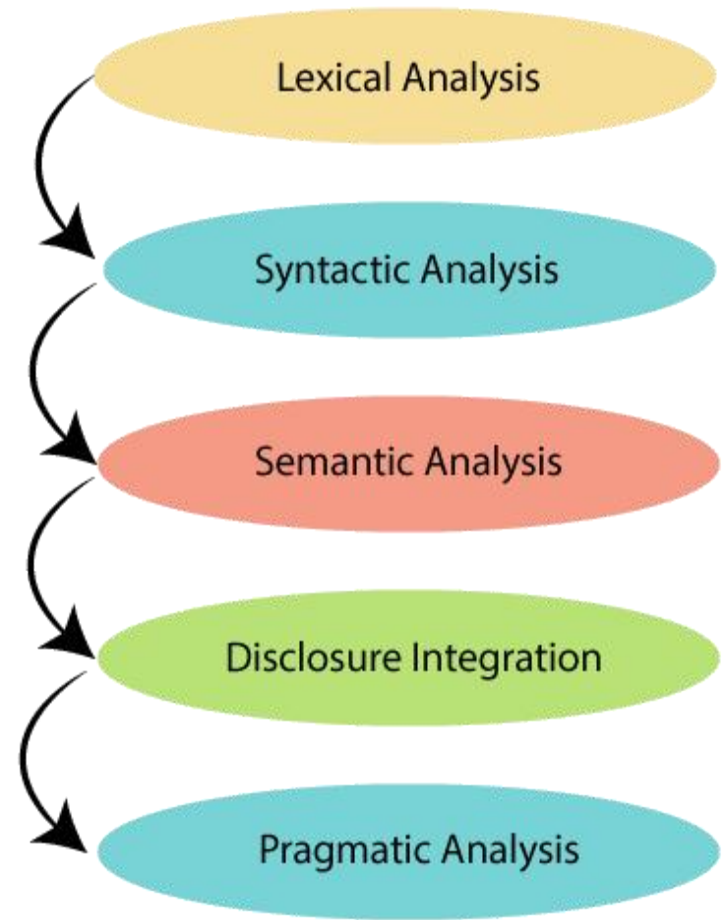 Lexical Analysis
Syntactic Analysis
Semantic Analysis
Disclosure Integration
Pragmatic Analysis